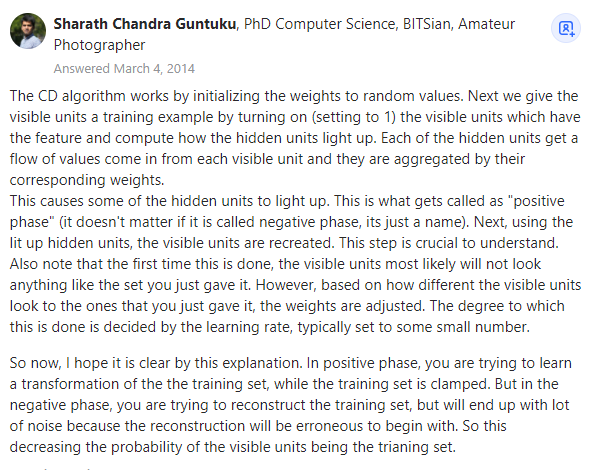 Sharath Chandra Guntuku, PhD Computer Science, BITSian, Amateur
Photographer
Answered March 4, 2014
The CD algorithm works by initializing the weights to random values. Next we give the
visible units a training example by turning on (setting to 1) the visible units which have
the feature and compute how the hidden units light up. Each of the hidden units get a
flow of values come in from each visible unit and they are aggregated by their
corresponding weights.
This causes some of the hidden units to light up. This is what gets called as "positive
phase" (it doesn't matter if it is called negative phase, its just a name). Next, using the
lit up hidden units, the visible units are recreated. This step is crucial to understand.
Also note that the first time this is done, the visible units most likely will not look
anything like the set you just gave it. However, based on how different the visible units
look to the ones that you just gave it, the weights are adjusted. The degree to which
this is done is decided by the learning rate, typically set to some small number.
So now, I hope it is clear by this explanation. In positive phase, you are trying to learn
a transformation of the the training set, while the training set is clamped. But in the
negative phase, you are trying to reconstruct the training set, but will end up with lot
of noise because the reconstruction will be erroneous to begin with. So this
decreasing the probability of the visible units being the trianing set.